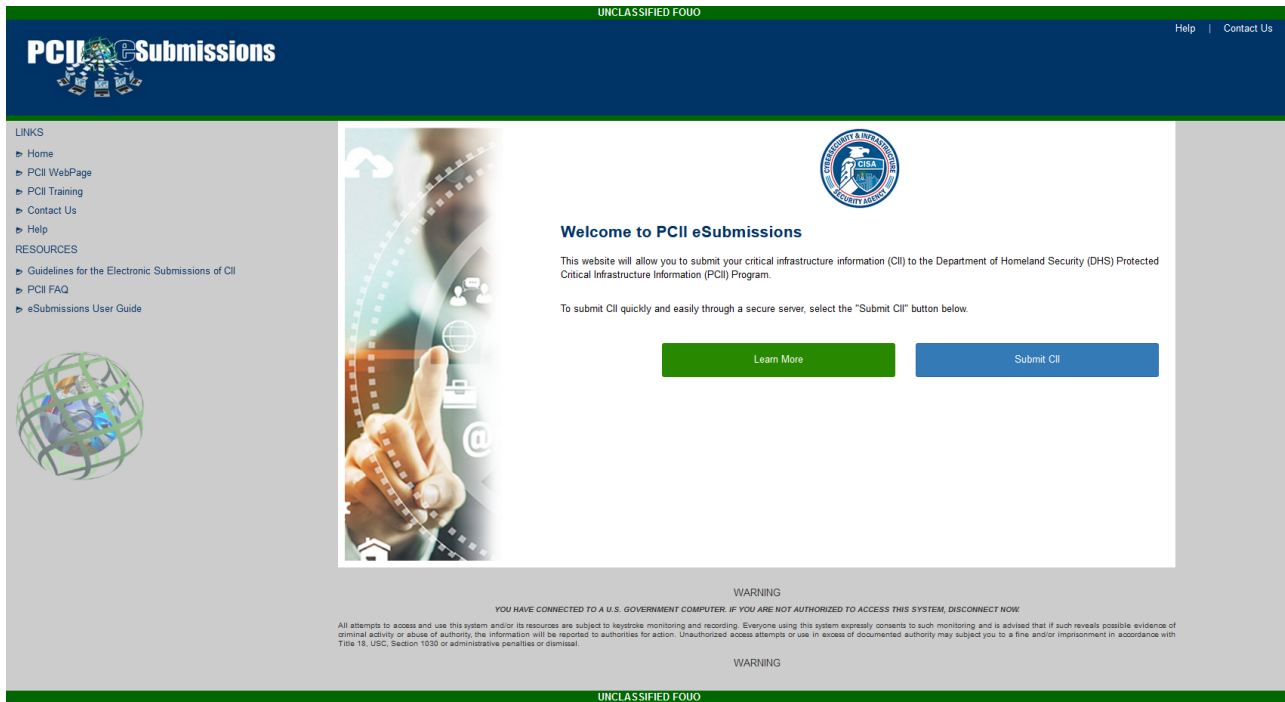 UNCLASSIFIED FOUO
Help | Contact Us
PCII eSubmissions
LINKS
Home
PCII WebPage
PCII Training
Contact Us
Help
RESOURCES
Guidelines for the Electronic Submissions of CII
PCII FAQ
eSubmissions User Guide
CYBERSECURITY & INFRASTRUCTURE
CISA
SECURITY AGENCY
@
Welcome to PCII eSubmissions
This website will allow you to submit your critical infrastructure information (CII) to the Department of Homeland Security (DHS) Protected
Critical Infrastructure Information (PCII) Program.
To submit CII quickly and easily through a secure server, select the "Submit CII" button below.
Learn More
Submit CII
WARNING
YOU HAVE CONNECTED TO A U.S. GOVERNMENT COMPUTER. IF YOU ARE NOT AUTHORIZED TO ACCESS THIS SYSTEM, DISCONNECT NOW.
All attempts to access and use this system and/or its resources are subject to keystroke monitoring and recording. Everyone using this system expressly consents to such monitoring and is advised that if such reveals possible evidence of
criminal activity or abuse of authority, the information will be reported to authorities for action. Unauthorized access attempts or use in excess of documented authority may subject you to a fine and/or imprisonment in accordance with
Title 18, USC, Section 1030 or administrative penalties or dismissal.
WARNING
UNCLASSIFIED FOUO